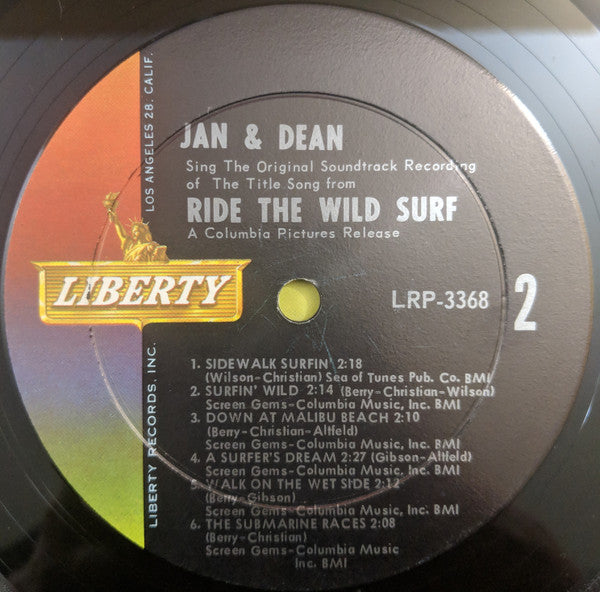 JAN & DEAN
Sing The Original Soundtrack Recording
of The Title Song from
RIDE THE WILD SURF
A Columbia Pictures Release
LIBERTY
LRP-3368
2
1. SIDEWALK SURFIN' 2:18
(Wilson-Christian) Sea of Tunes Pub. Co. BMI
2. SURFIN' WILD 2:14 (Berry-Christian-Wilson)
Screen Gems-Columbia Music, Inc. BMI
3. DOWN AT MALIBU BEACH 2:10
(Berry-Christian-Altfeld)
Screen Gems-Columbia Music, Inc. BMI
4. A SURFER'S DREAM 2:27 (Gibson-Altfeld)
Screen Gems-Columbia Music, Inc. BMI
5. WALK ON THE WET SIDE 2:12
(Berry-Gibson)
Screen Gems-Columbia Music, Inc. BMI
6. THE SUBMARINE RACES 2:08
(Berry-Christian)
Screen Gems-Columbia Music
Inc. BMI
LIBERTY RECORDS, INC.
LOS ANGELES 28, CALIF.